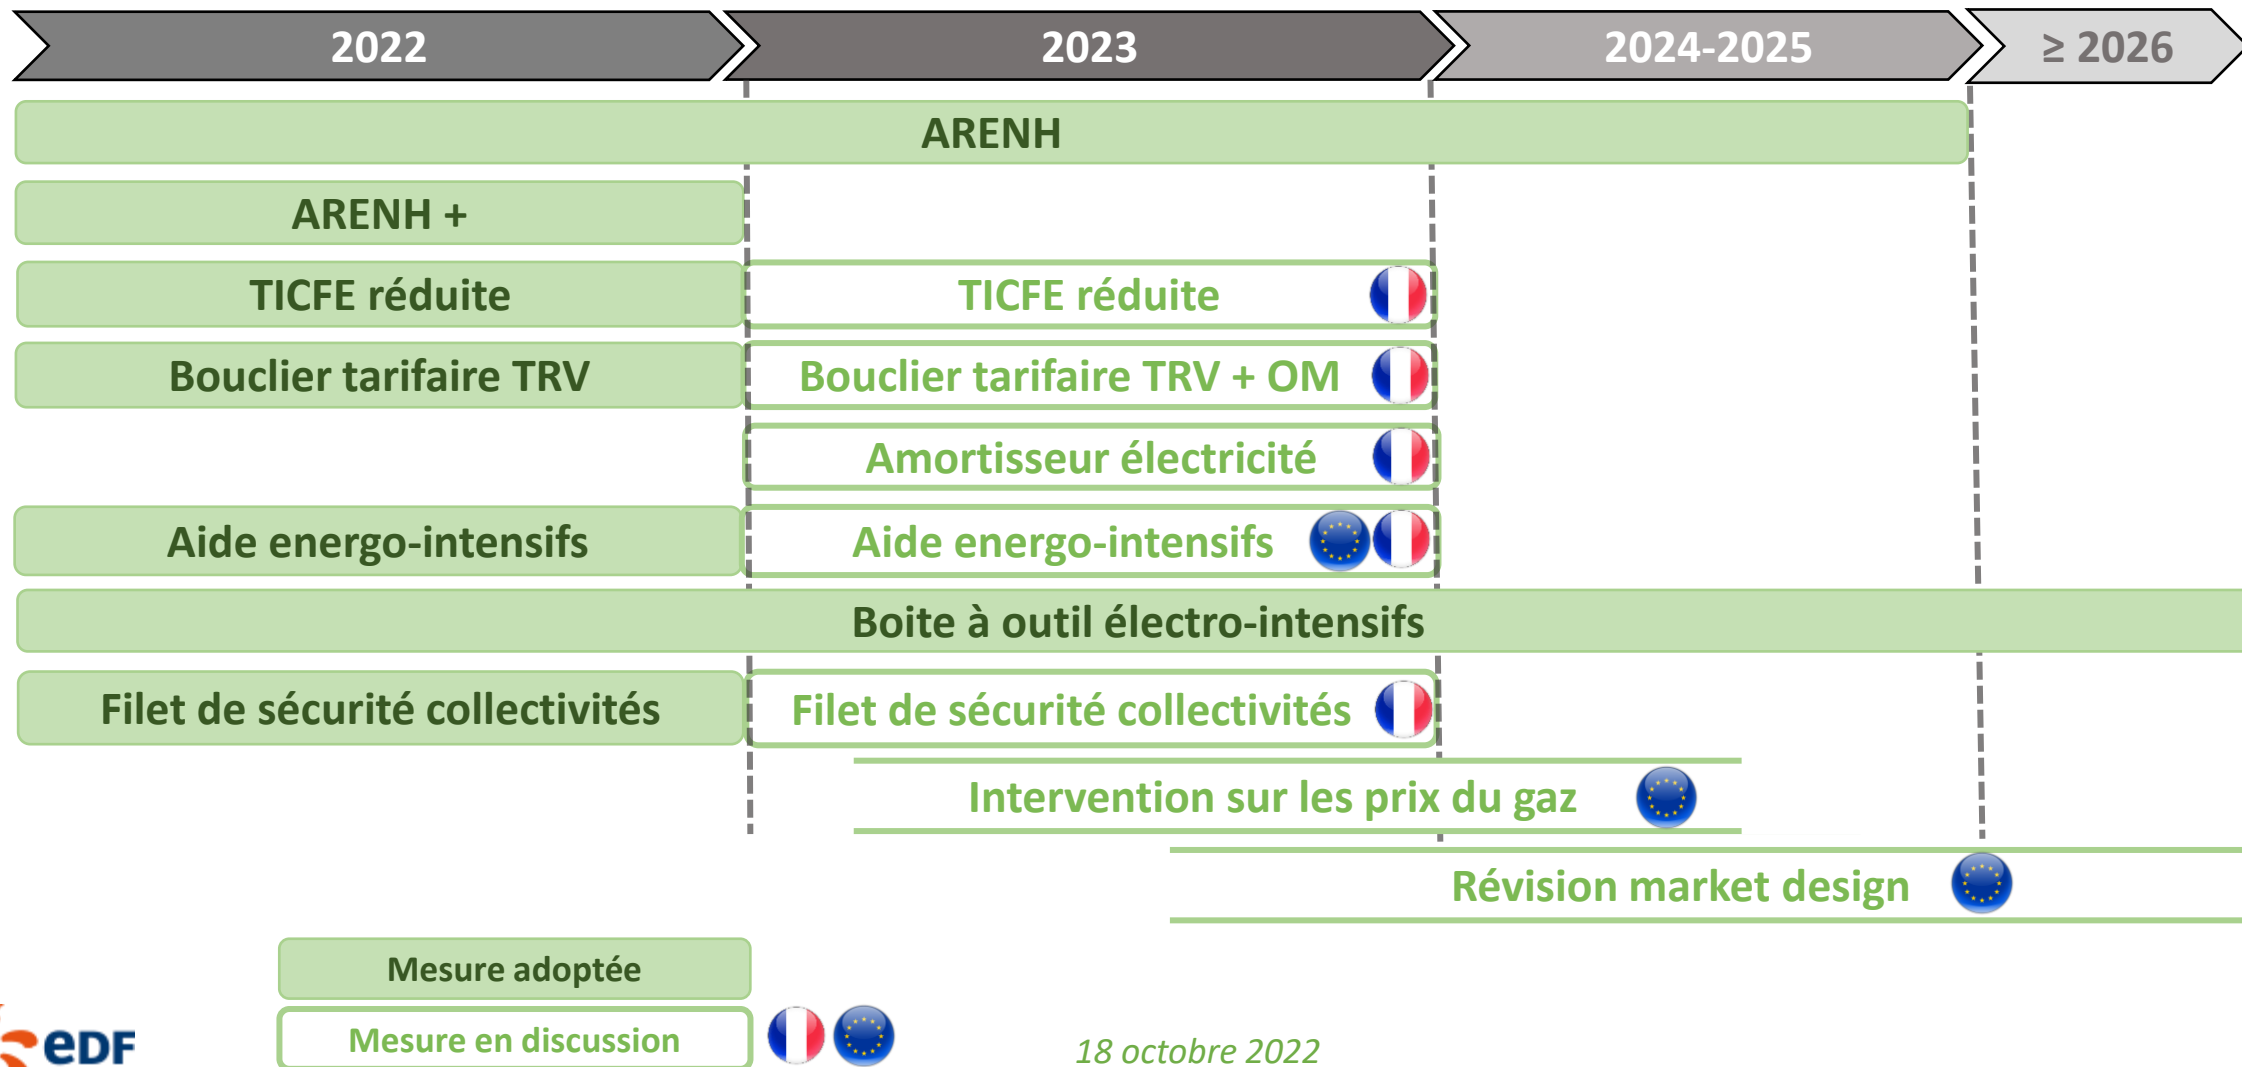 2022
2023
2024-2025
≥ 2026
ARENH
ARENH +
TICFE réduite
TICFE réduite
Bouclier tarifaire TRV
Bouclier tarifaire TRV + OM
Amortisseur électricité
Aide energo-intensifs
Aide energo-intensifs
Boite à outil électro-intensifs
Filet de sécurité collectivités
Filet de sécurité collectivités
Intervention sur les prix du gaz
Révision market design
Mesure adoptée
Mesure en discussion
eDF
18 octobre 2022